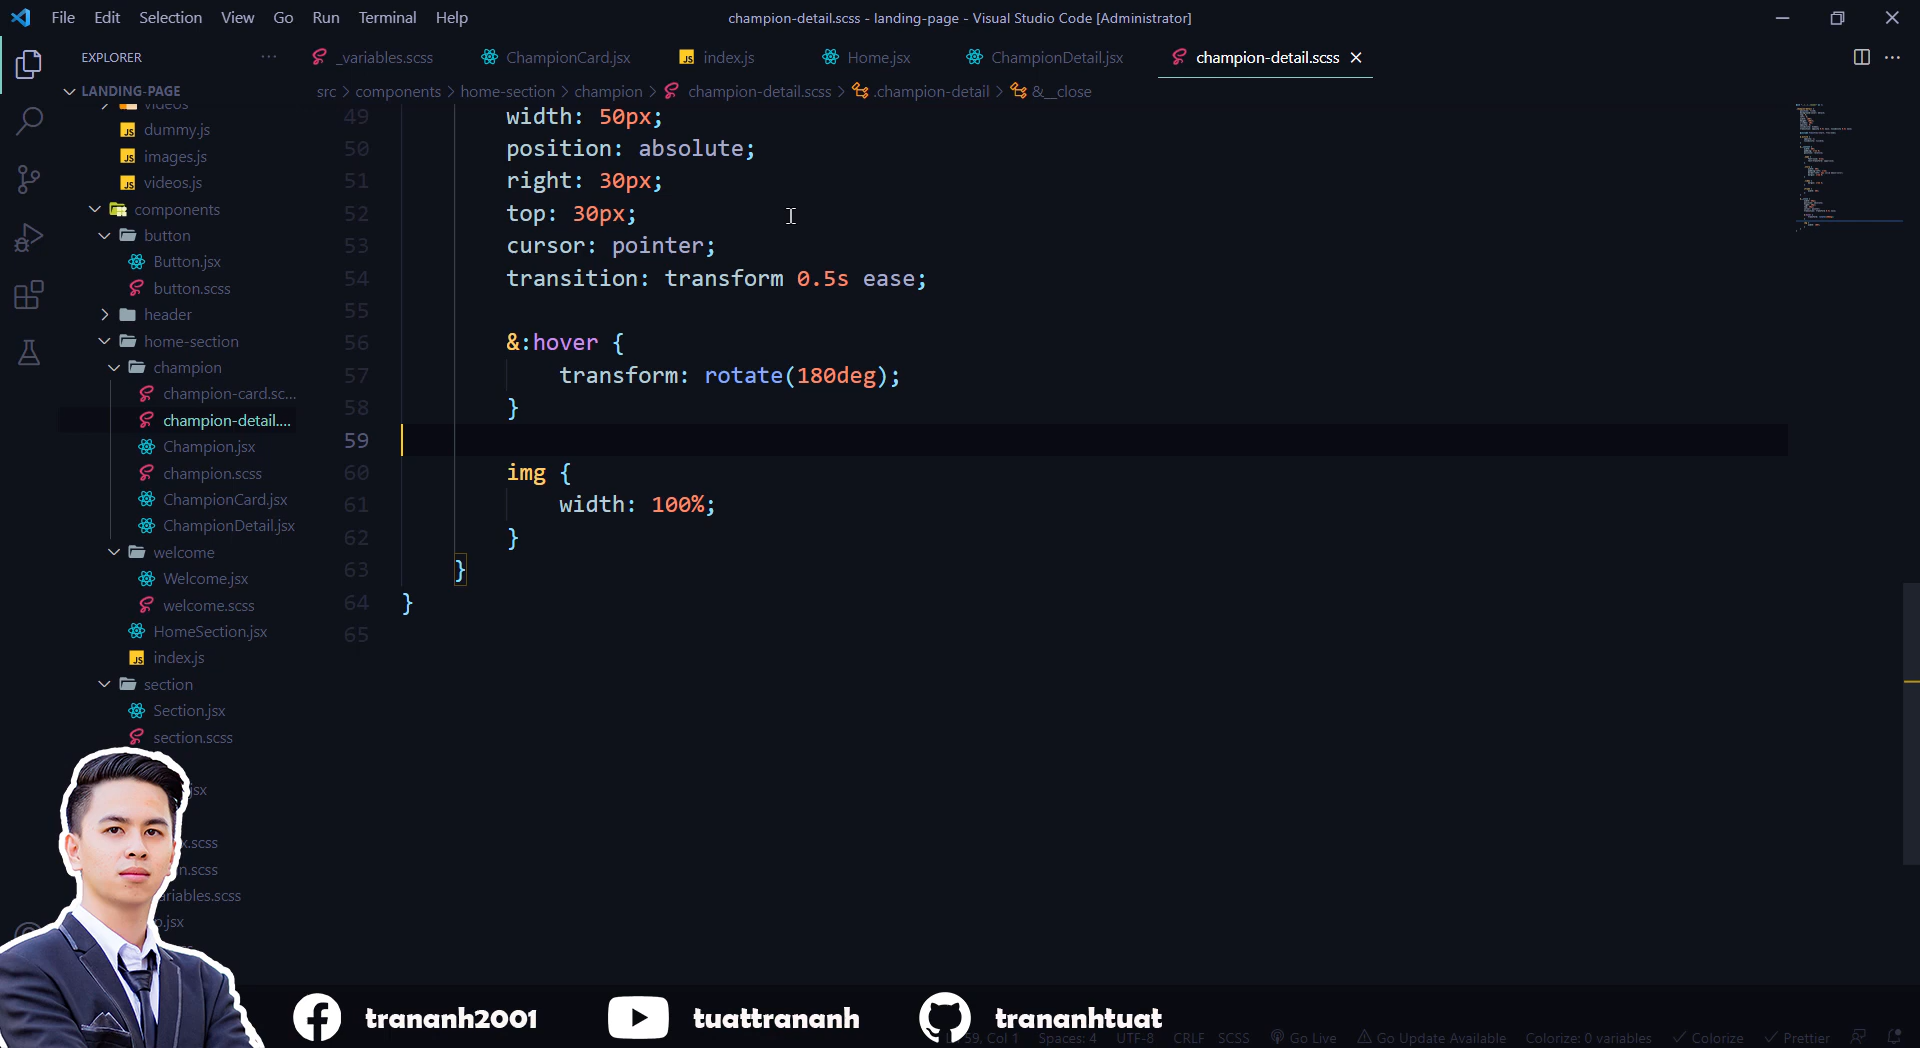 File Edit Selection View Go Run Terminal Help
champion-detail.scss - landing-page - Visual Studio Code [Administrator]
EXPLORER
_variables.scss
ChampionCard.jsx
JS index.js
Home.jsx
ChampionDetail.jsx
champion-detail.scss
LANDING-PAGE
src > components > home-section > champion > champion-detail.scss > .champion-detail > &__close
videos
JS dummy.js
JS images.js
JS videos.js
components
button
Button.jsx
button.scss
header
home-section
champion
champion-card.sc...
champion-detail....
Champion.jsx
champion.scss
ChampionCard.jsx
ChampionDetail.jsx
welcome
Welcome.jsx
welcome.scss
HomeSection.jsx
JS index.js
section
Section.jsx
section.scss
jsx
x.scss
n.scss
ariables.scss
p.jsx
49 width: 50px;
50 position: absolute;
51 right: 30px;
52 top: 30px;
53 cursor: pointer;
54 transition: transform 0.5s ease;
55
56 &:hover {
57 transform: rotate(180deg);
58 }
59
60 img {
61 width: 100%;
62 }
63 }
64 }
65
trananh2001
tuattrananh
trananhtuat
59, Col 1 Spaces: 4 UTF-8 CRLF SCSS Go Live Go Update Available Colorize: 0 variables Colorize Prettier